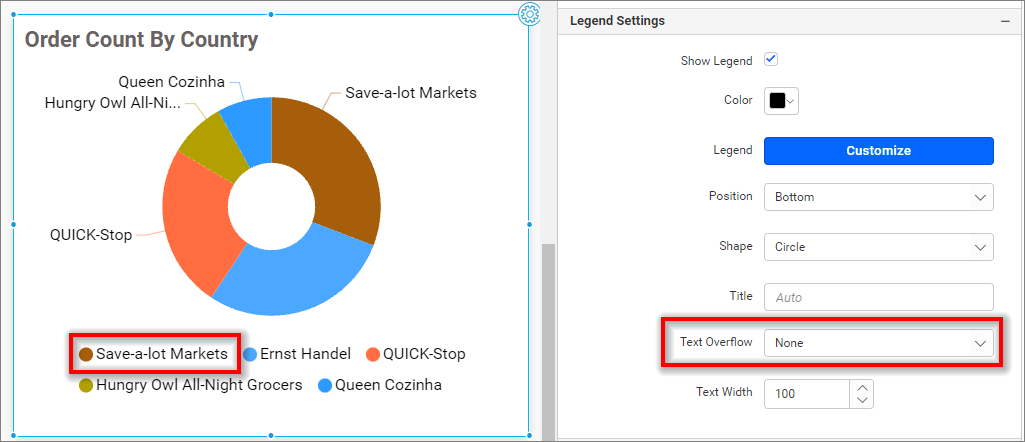 Order Count By Country
Queen Cozinha
Hungry Owl All-Ni...
Save-a-lot Markets
QUICK-Stop
Save-a-lot Markets Ernst Handel QUICK-Stop
Hungry Owl All-Night Grocers Queen Cozinha
Legend Settings
Show Legend
Color
Legend Customize
Position Bottom
Shape Circle
Title Auto
Text Overflow None
Text Width 100